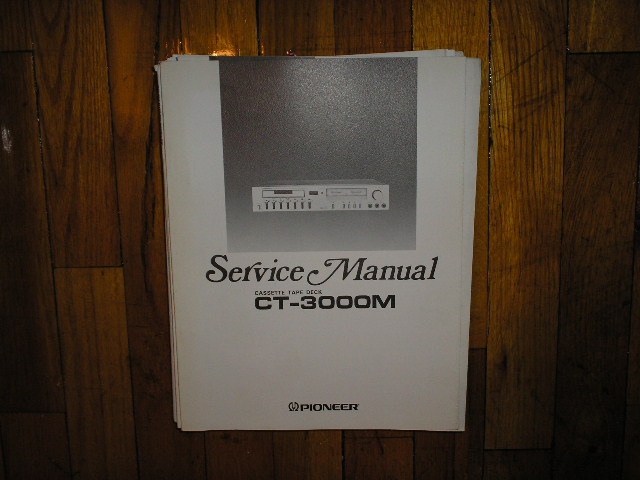 Service Manual
CASSETTE TAPE DECK
CT-3000M
PIONEER